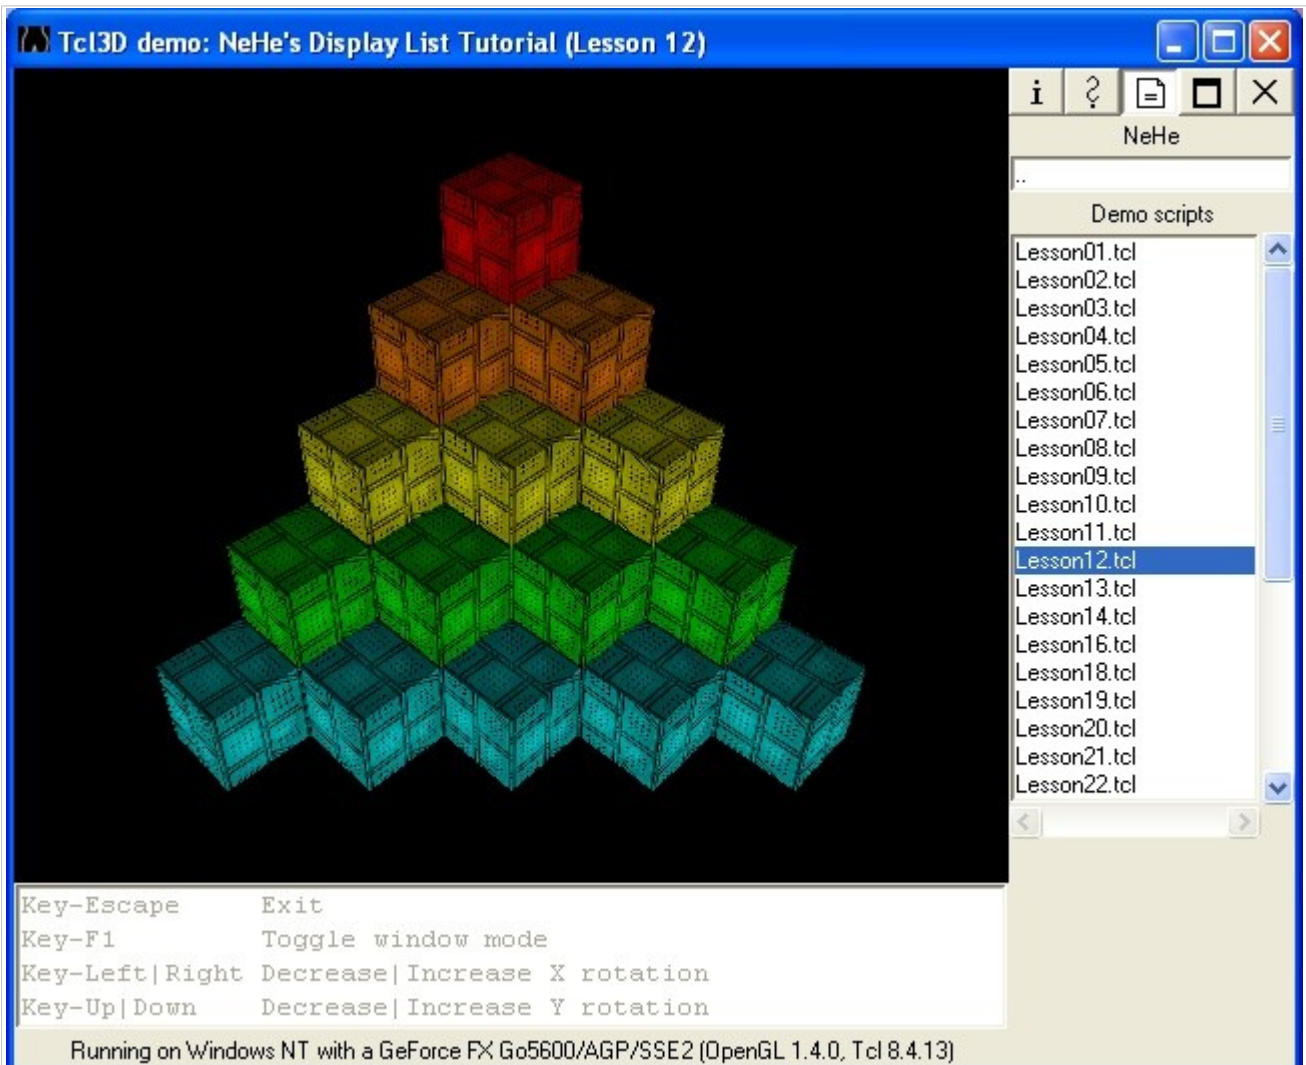 Tcl3D demo: NeHe's Display List Tutorial (Lesson 12)
NeHe
..
Demo scripts
Lesson01.tcl
Lesson02.tcl
Lesson03.tcl
Lesson04.tcl
Lesson05.tcl
Lesson06.tcl
Lesson07.tcl
Lesson08.tcl
Lesson09.tcl
Lesson10.tcl
Lesson11.tcl
Lesson12.tcl
Lesson13.tcl
Lesson14.tcl
Lesson16.tcl
Lesson18.tcl
Lesson19.tcl
Lesson20.tcl
Lesson21.tcl
Lesson22.tcl
Key-Escape Exit
Key-F1 Toggle window mode
Key-Left|Right Decrease|Increase X rotation
Key-Up|Down Decrease|Increase Y rotation
Running on Windows NT with a GeForce FX Go5600/AGP/SSE2 (OpenGL 1.4.0, Tcl 8.4.13)